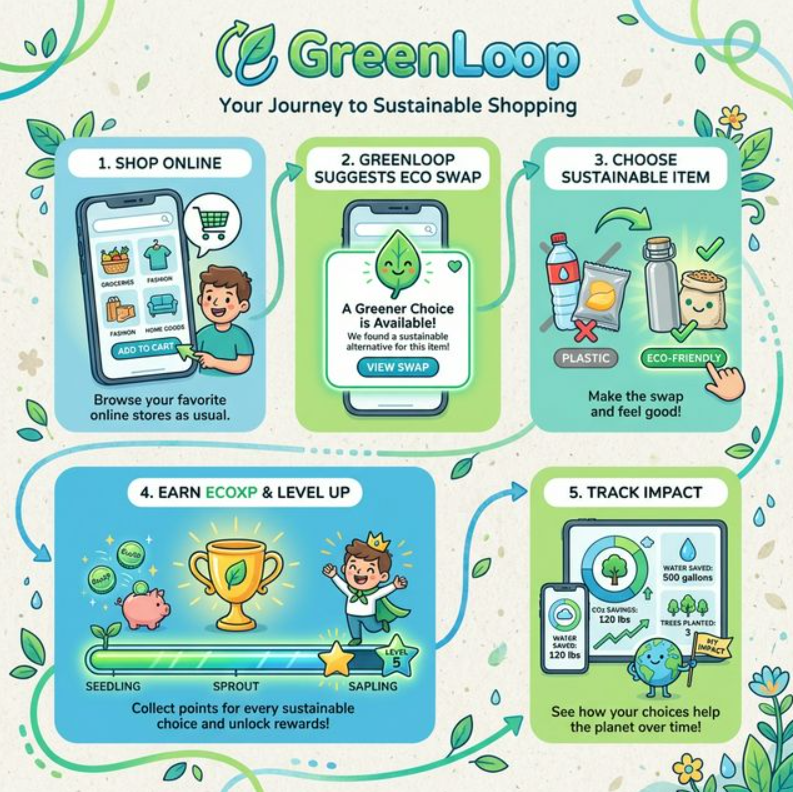 GreenLoop
Your Journey to Sustainable Shopping
1. SHOP ONLINE
GROCERIES
FASHION
FASHION
HOME GOODS
ADD TO CART
Browse your favorite
online stores as usual.
2. GREENLOOP
SUGGESTS ECO SWAP
A Greener Choice
is Available!
We found a sustainable
alternative for this item!
VIEW SWAP
3. CHOOSE
SUSTAINABLE ITEM
PLASTIC
ECO-FRIENDLY
Make the swap
and feel good!
4. EARN ECOXP & LEVEL UP
EcoXP
EcoXP
LEVEL
5
SEEDLING
SPROUT
SAPLING
Collect points for every sustainable
choice and unlock rewards!
5. TRACK IMPACT
WATER SAVED:
500 gallons
CO₂ SAVINGS:
120 lbs
TREES PLANTED:
3
WATER
SAVED:
120 lbs
MY
IMPACT
See how your choices help
the planet over time!